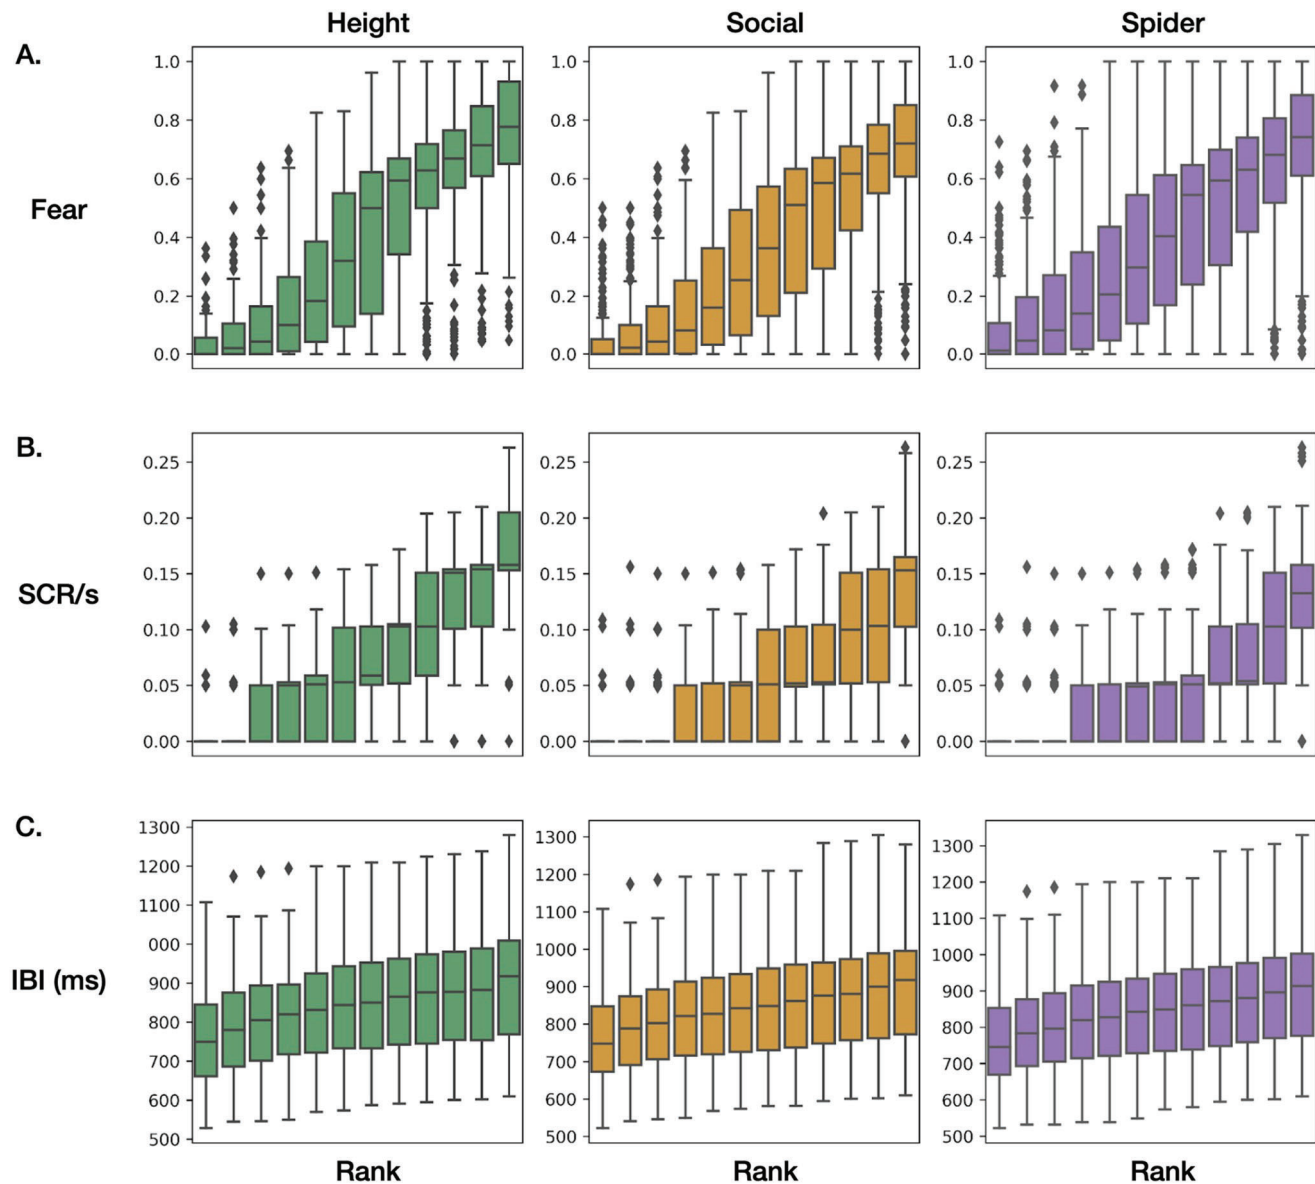 Height Social Spider
A.
Fear
1.0 0.8 0.6 0.4 0.2 0.0
1.0 0.8 0.6 0.4 0.2 0.0
1.0 0.8 0.6 0.4 0.2 0.0
B.
SCR/s
0.25 0.20 0.15 0.10 0.05 0.00
0.25 0.20 0.15 0.10 0.05 0.00
0.25 0.20 0.15 0.10 0.05 0.00
C.
IBI (ms)
1300 1200 1100 000 900 800 700 600 500
1300 1200 1100 1000 900 800 700 600 500
1300 1200 1100 1000 900 800 700 600 500
Rank Rank Rank